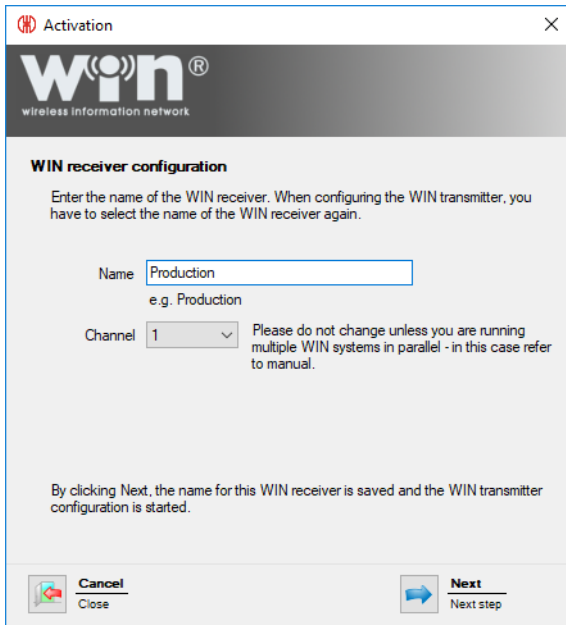 Activation
WIN®
wireless information network
WIN receiver configuration
Enter the name of the WIN receiver. When configuring the WIN transmitter, you
have to select the name of the WIN receiver again.
Name Production
e.g. Production
Channel 1 Please do not change unless you are running
multiple WIN systems in parallel - in this case refer
to manual.
By clicking Next, the name for this WIN receiver is saved and the WIN transmitter
configuration is started.
Cancel Next
Close Next step